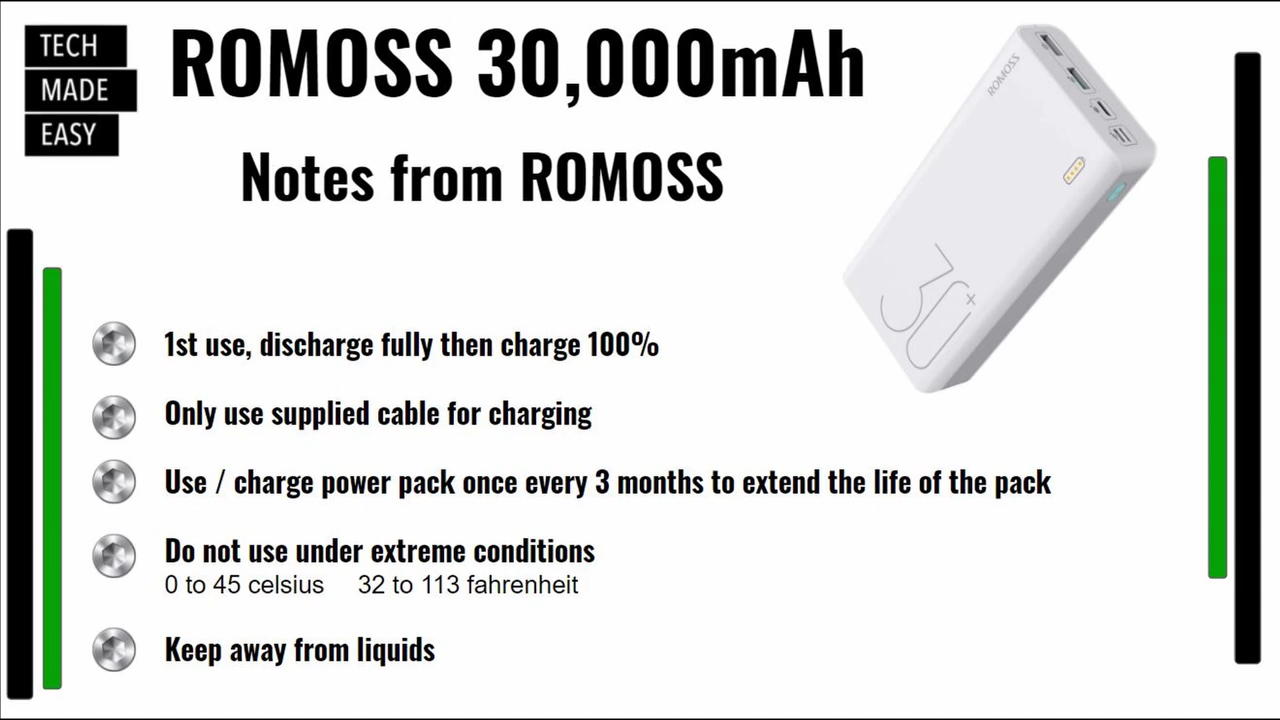 TECH
MADE
EASY
ROMOSS 30,000mAh
Notes from ROMOSS
ROMOSS
30+
1st use, discharge fully then charge 100%
Only use supplied cable for charging
Use / charge power pack once every 3 months to extend the life of the pack
Do not use under extreme conditions
0 to 45 celsius 32 to 113 fahrenheit
Keep away from liquids